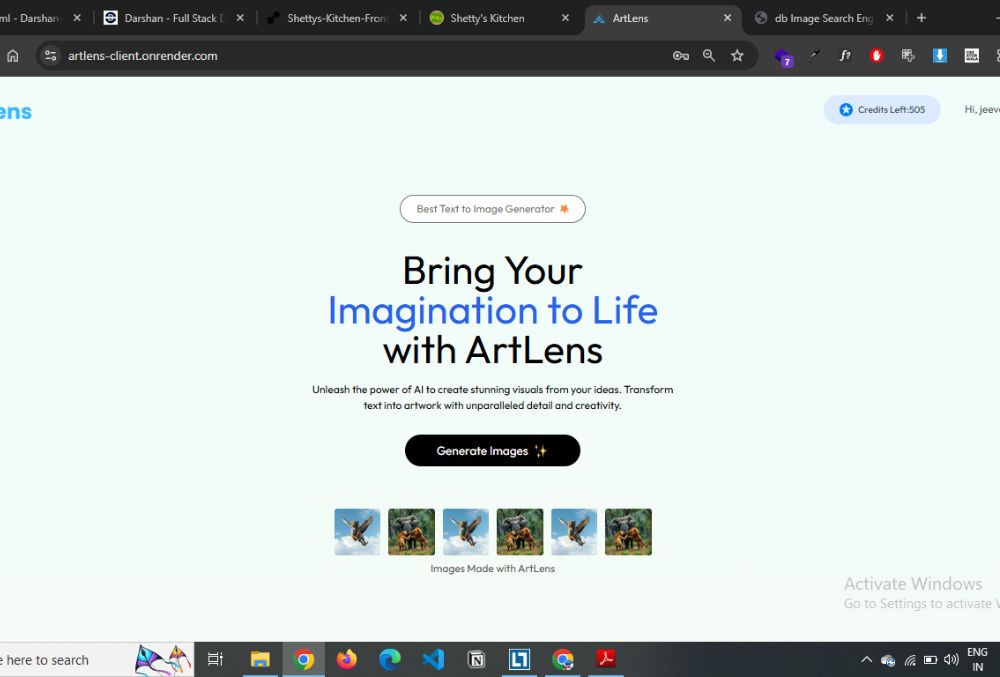 ml - Darshan-
Darshan - Full Stack D
Shettys-Kitchen-Fron
Shetty's Kitchen
ArtLens
db Image Search Eng
artlens-client.onrender.com
7
ens
Credits Left:505
Hi, jeev
Best Text to Image Generator
Bring Your
Imagination to Life
with ArtLens
Unleash the power of AI to create stunning visuals from your ideas. Transform
text into artwork with unparalleled detail and creativity.
Generate Images
Images Made with ArtLens
Activate Windows
Go to Settings to activate W
e here to search
ENG
IN